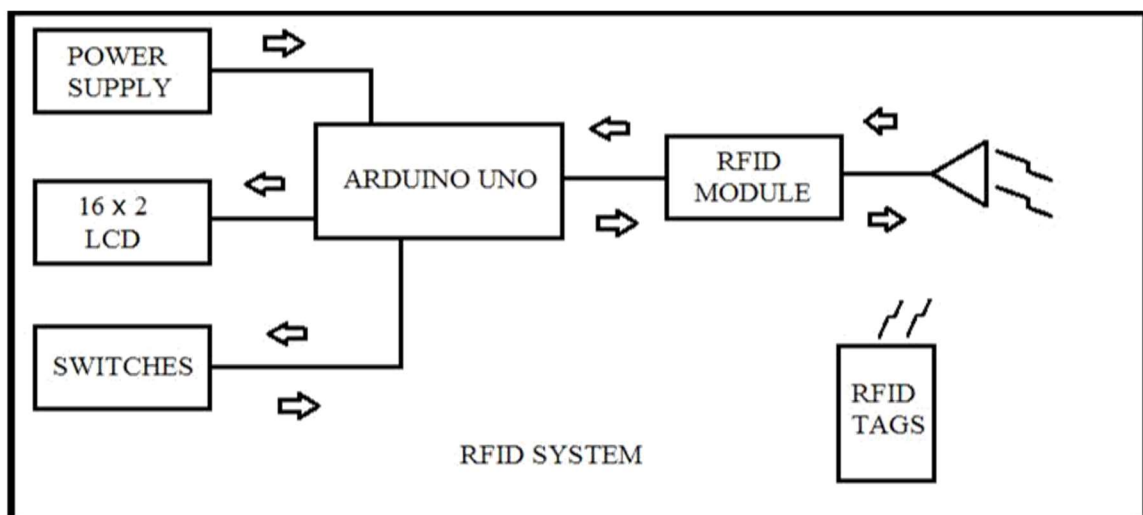 POWER
SUPPLY
ARDUINO UNO
RFID
MODULE
16 x 2
LCD
SWITCHES
RFID
TAGS
RFID SYSTEM